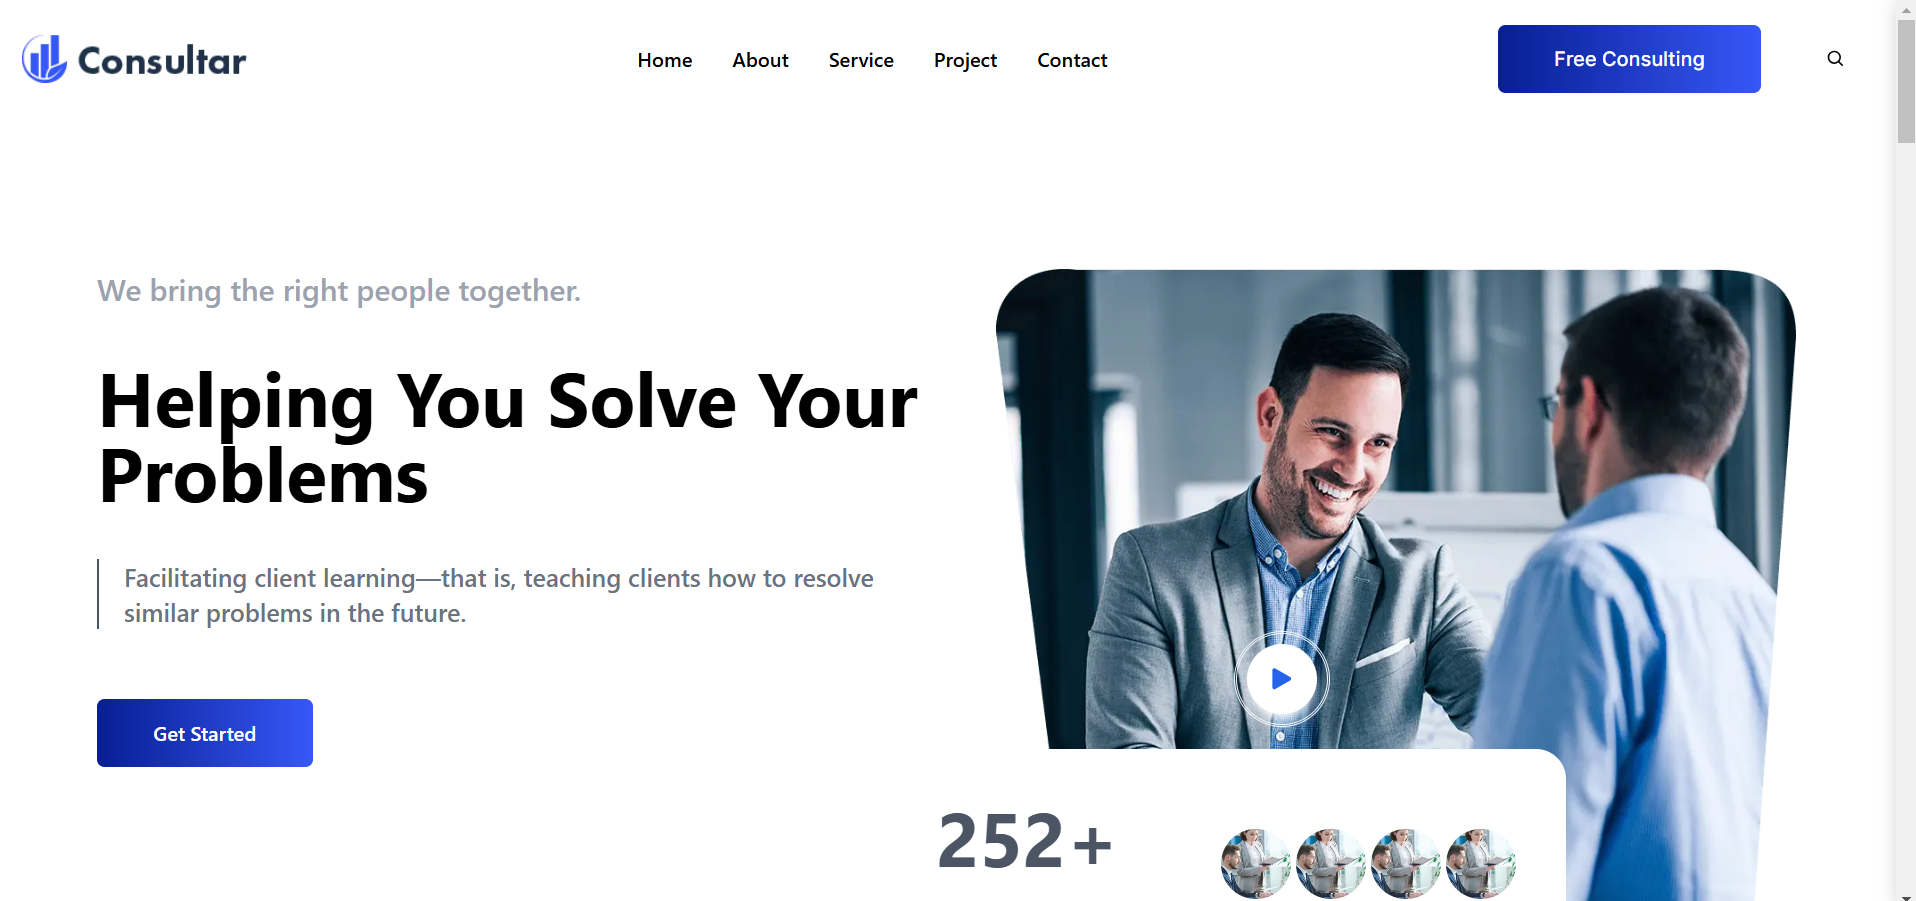 Consultar
Home
About
Service
Project
Contact
Free Consulting
We bring the right people together.
Helping You Solve Your
Problems
Facilitating client learning—that is, teaching clients how to resolve
similar problems in the future.
Get Started
252+